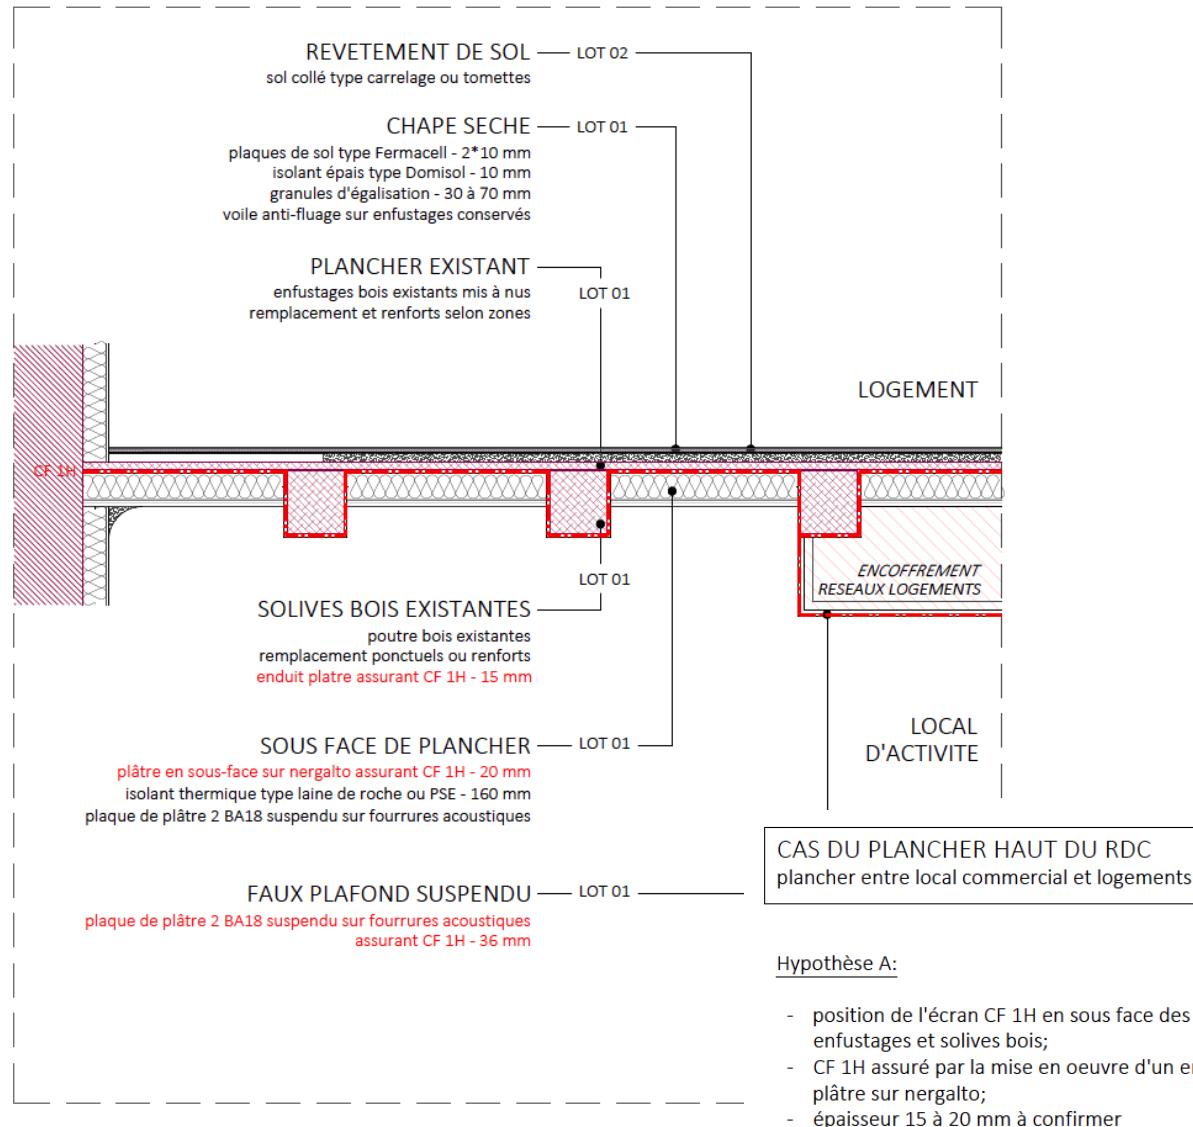 REVETEMENT DE SOL
LOT 02
sol collé type carrelage ou tomettes
CHAPE SECHE
LOT 01
plaques de sol type Fermacell - 2*10 mm
isolant épais type Domisol - 10 mm
granules d'égalisation - 30 à 70 mm
voile anti-fluage sur enfustages conservés
PLANCHER EXISTANT
LOT 01
enfustages bois existants mis à nus
remplacement et renforts selon zones
LOGEMENT
CF 1H
ENCOFFREMENT
RESEAUX LOGEMENTS
LOT 01
SOLIVES BOIS EXISTANTES
poutre bois existantes
remplacement ponctuels ou renforts
enduit platre assurant CF 1H - 15 mm
LOCAL
D'ACTIVITE
SOUS FACE DE PLANCHER
LOT 01
plâtre en sous-face sur nergalto assurant CF 1H - 20 mm
isolant thermique type laine de roche ou PSE - 160 mm
plaque de plâtre 2 BA18 suspendu sur fourrures acoustiques
CAS DU PLANCHER HAUT DU RDC
plancher entre local commercial et logements
FAUX PLAFOND SUSPENDU
LOT 01
plaque de plâtre 2 BA18 suspendu sur fourrures acoustiques
assurant CF 1H - 36 mm
Hypothèse A:
- position de l'écran CF 1H en sous face des
enfustages et solives bois;
- CF 1H assuré par la mise en oeuvre d'un
plâtre sur nergalto;
- épaisseur 15 à 20 mm à confirmer